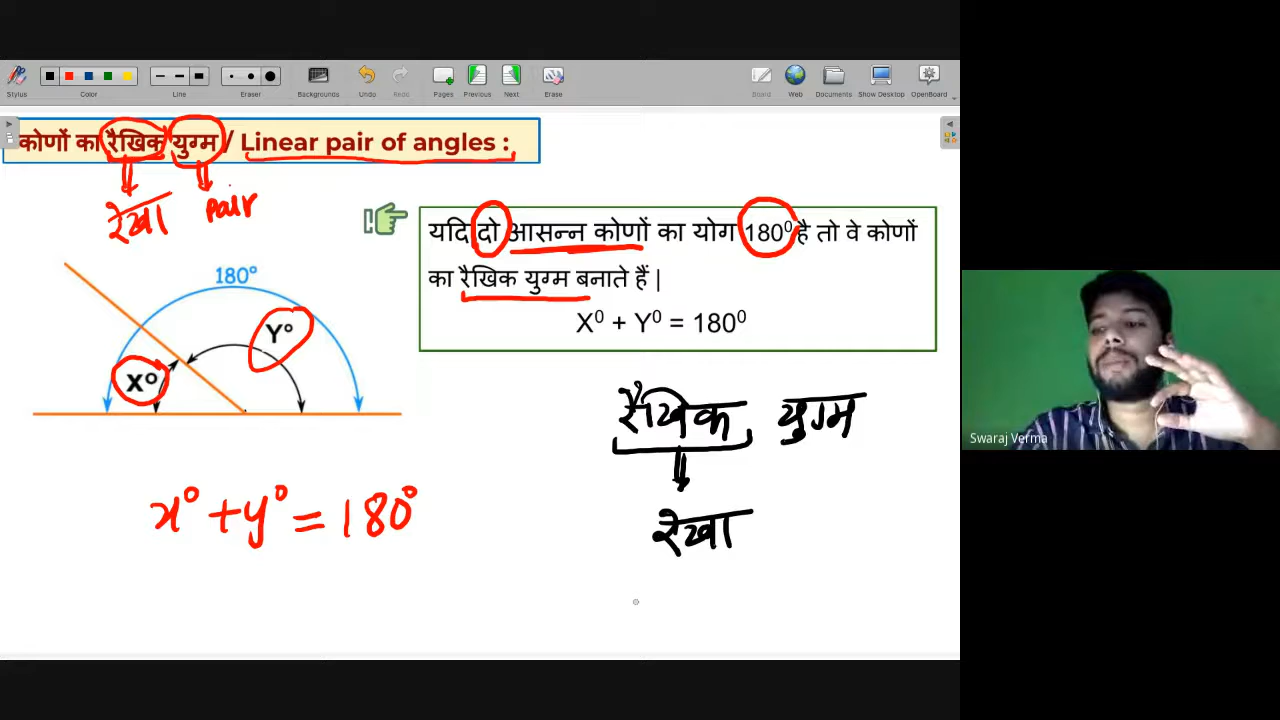 Stylus Color Line Eraser Backgrounds Undo Redo Pages Previous Next Erase Board Web Documents Show Desktop OpenBoard
कोणों का रैखिक युग्म / Linear pair of angles :
रेखा pair
यदि दो आसन्न कोणों का योग 180⁰ है तो वे कोणों
का रैखिक युग्म बनाते हैं |
X⁰ + Y⁰ = 180⁰
180°
Y°
X⁰
रैखिक युग्म
रेखा
x° + y° = 180°
Swaraj Verma